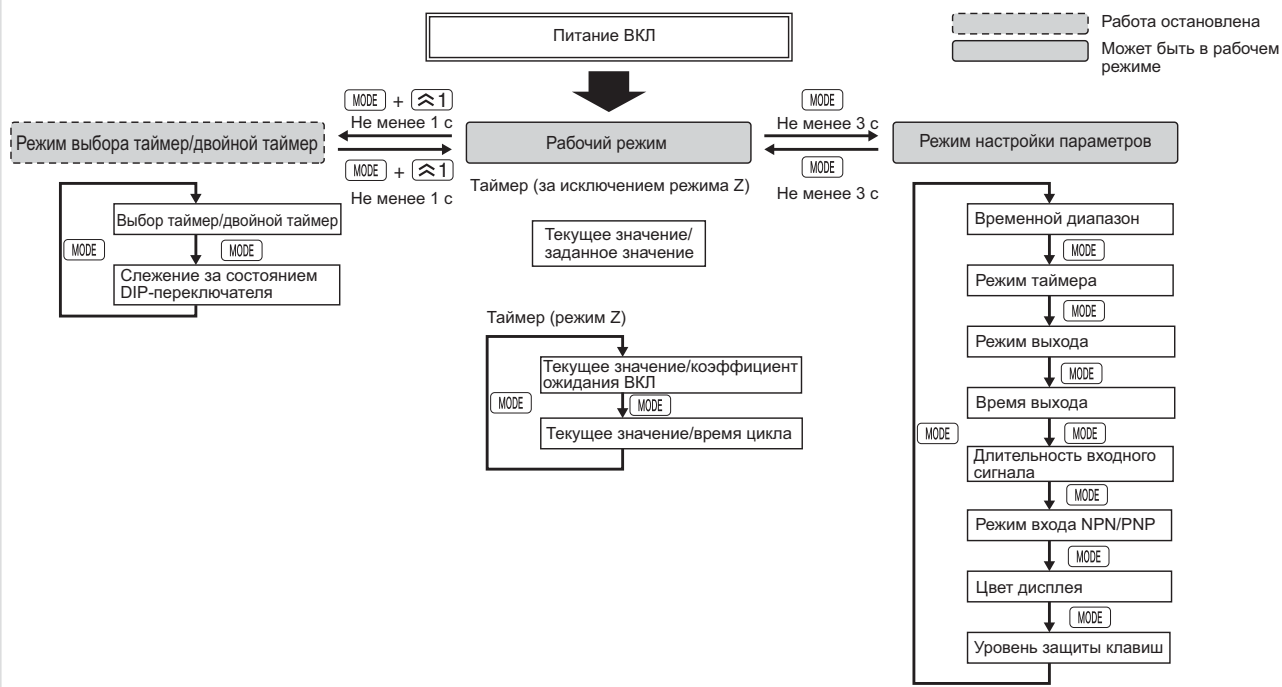 Питание ВКЛ
Работа остановлена
Может быть в рабочем
режиме
MODE + 1
Не менее 1 с
MODE
Не менее 3 с
Режим выбора таймер/двойной таймер
Рабочий режим
Режим настройки параметров
MODE + 1
Не менее 1 с
MODE
Не менее 3 с
Таймер (за исключением режима Z)
Выбор таймер/двойной таймер
MODE
MODE
Слежение за состоянием
DIP-переключателя
Текущее значение/
заданное значение
Таймер (режим Z)
Текущее значение/коэффициент
ожидания ВКЛ
MODE
MODE
Текущее значение/время цикла
Временной диапазон
MODE
Режим таймера
MODE
Режим выхода
MODE
Время выхода
MODE
MODE
Длительность входного
сигнала
MODE
Режим входа NPN/PNP
MODE
Цвет дисплея
MODE
Уровень защиты клавиш